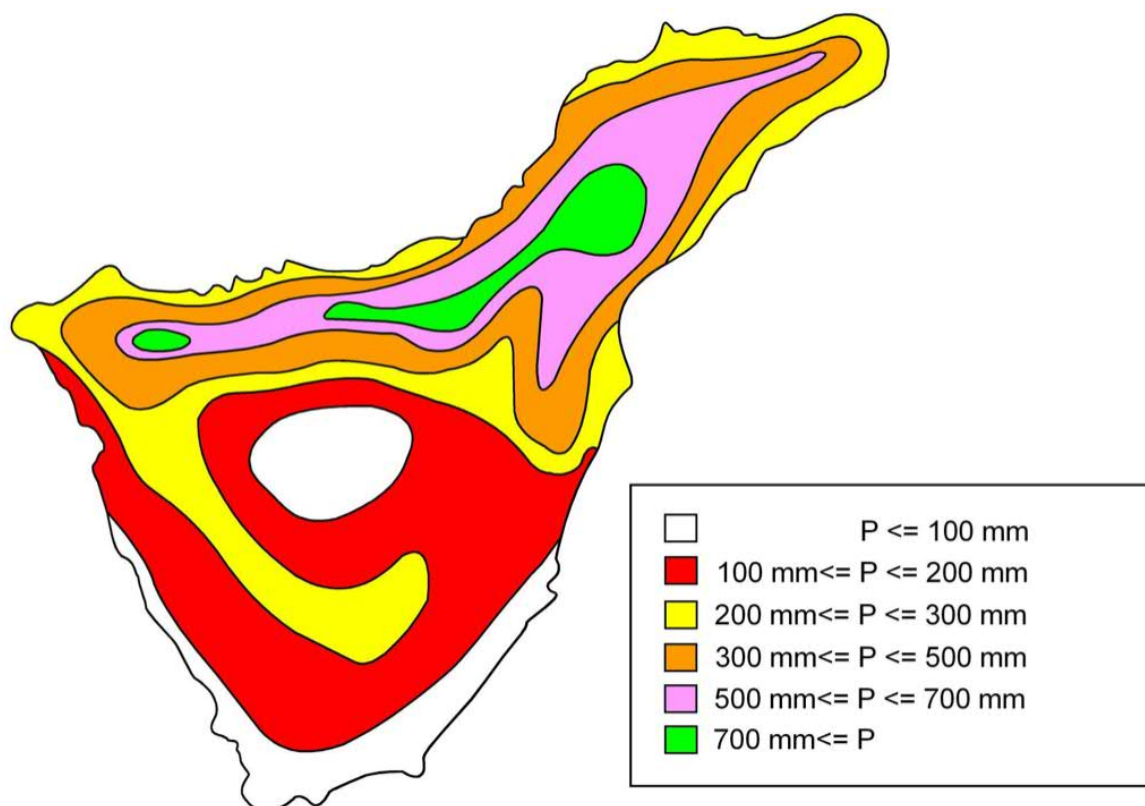 P <= 100 mm
100 mm<= P <= 200 mm
200 mm<= P <= 300 mm
300 mm<= P <= 500 mm
500 mm<= P <= 700 mm
700 mm<= P